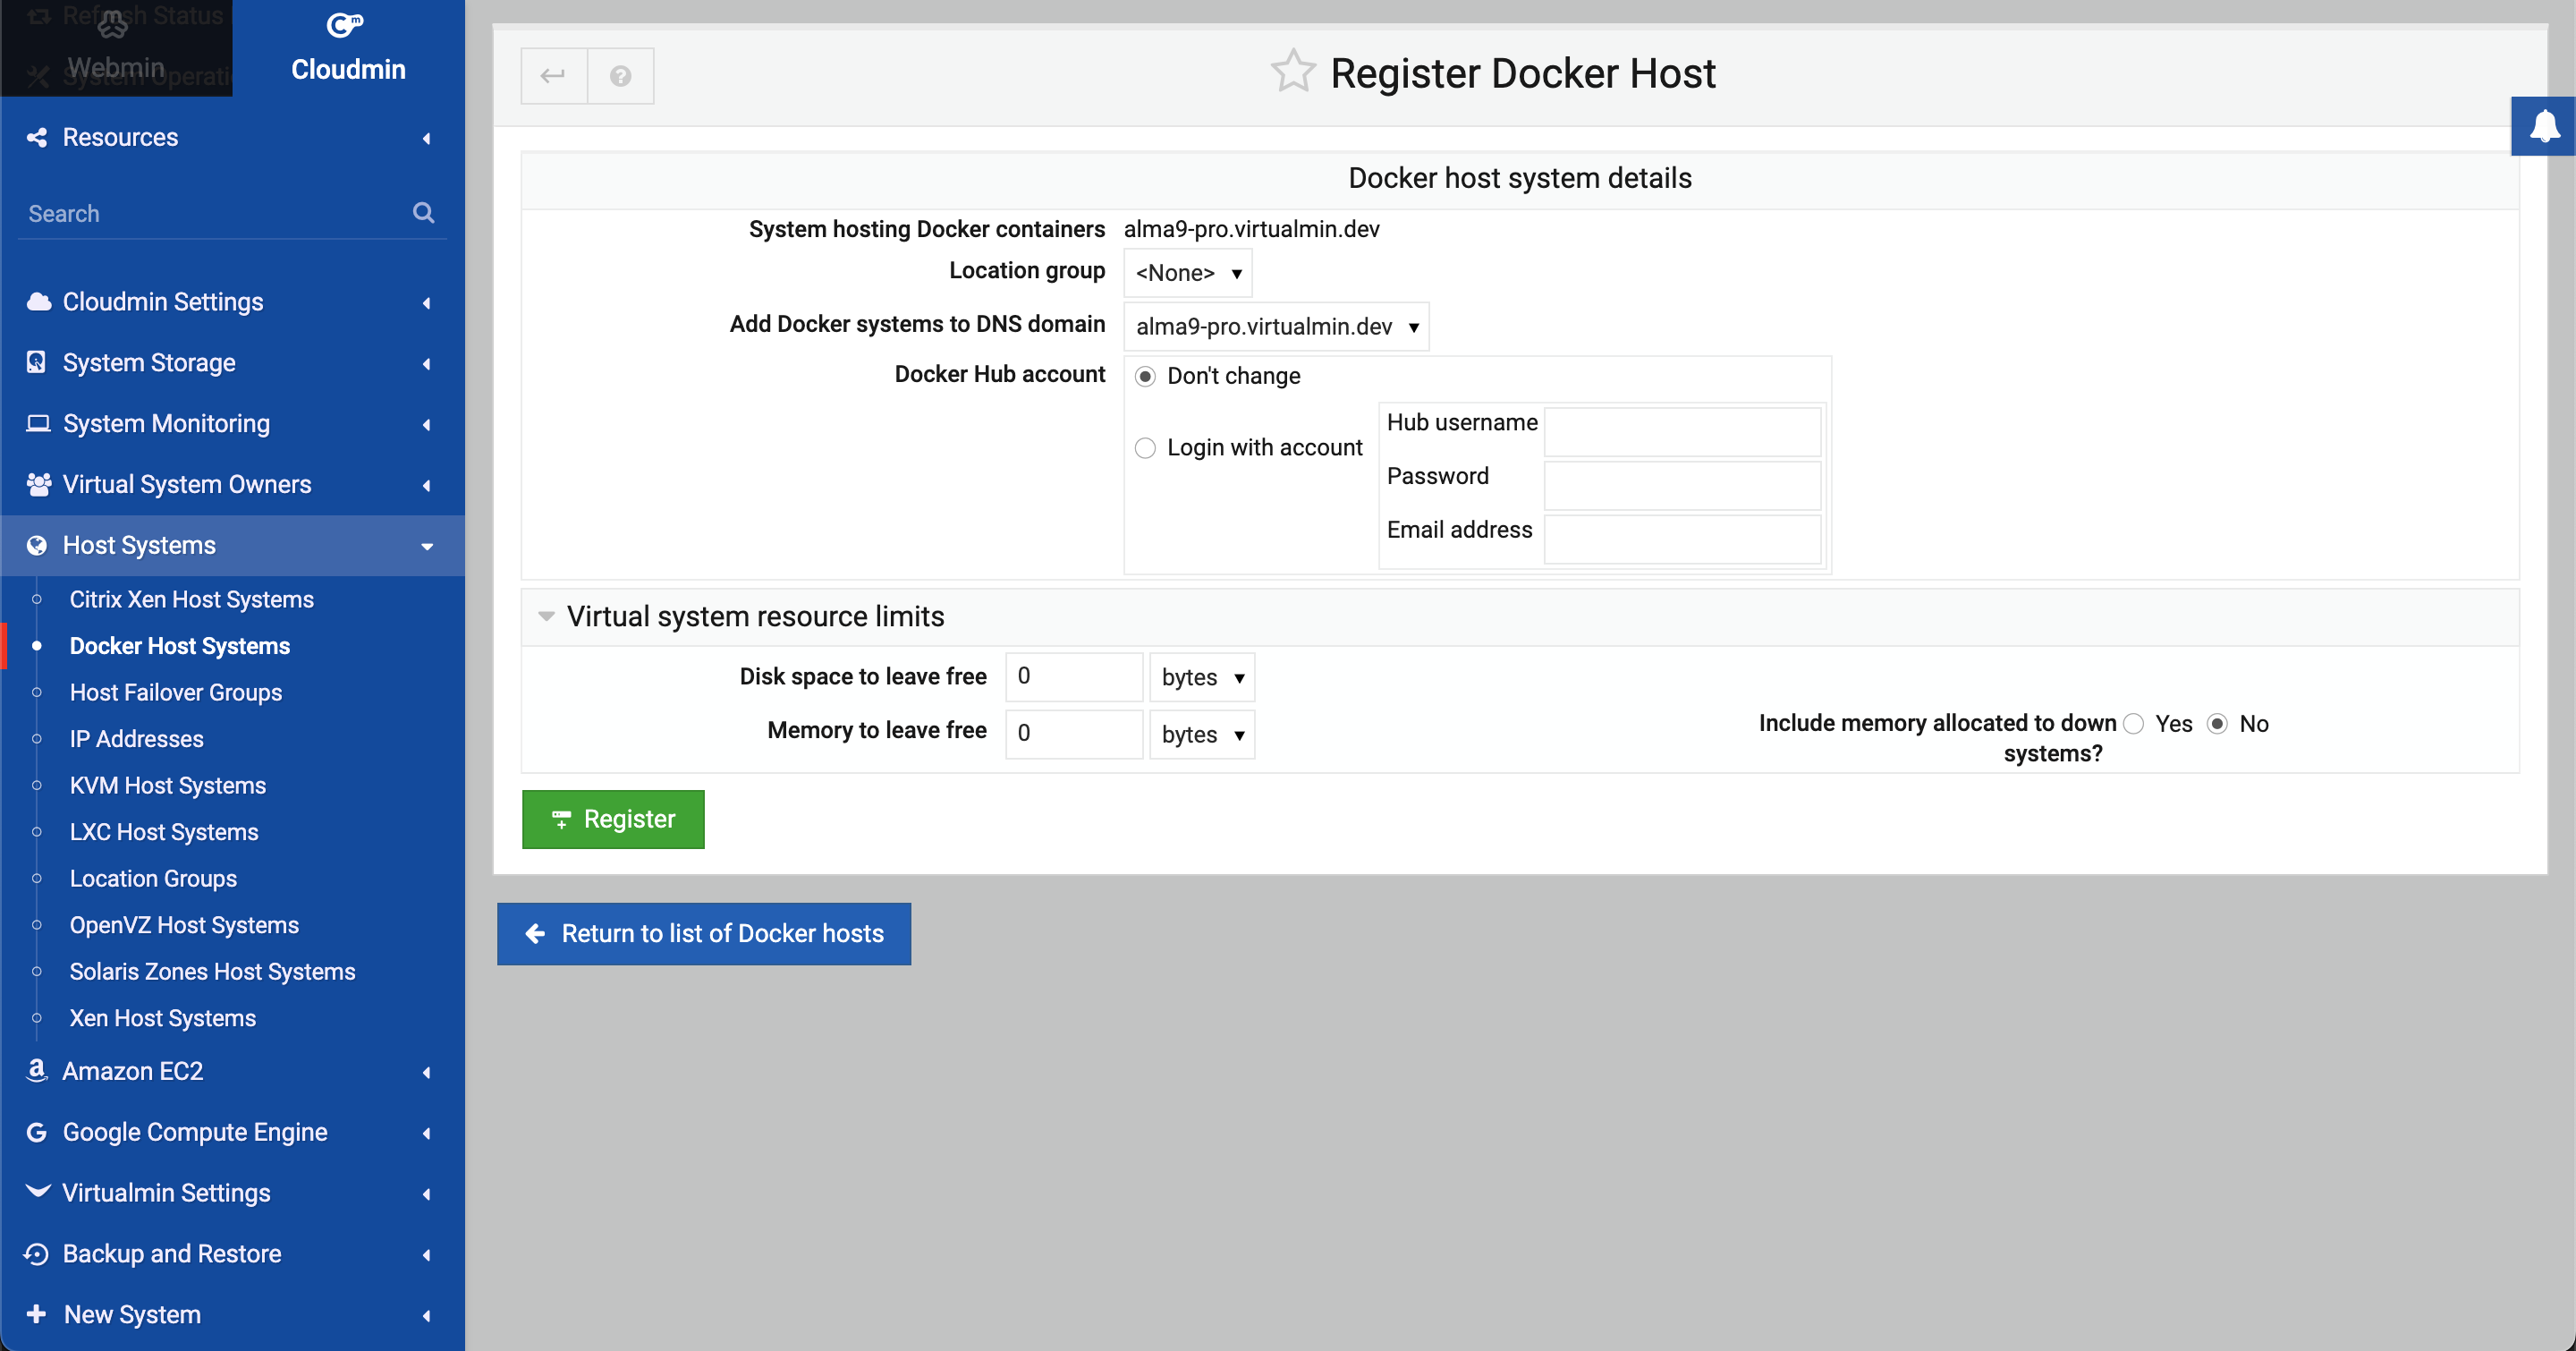 Refresh Status
Webmin
System Operati
Cloudmin
Resources
Search
Cloudmin Settings
System Storage
System Monitoring
Virtual System Owners
Host Systems
Citrix Xen Host Systems
Docker Host Systems
Host Failover Groups
IP Addresses
KVM Host Systems
LXC Host Systems
Location Groups
OpenVZ Host Systems
Solaris Zones Host Systems
Xen Host Systems
Amazon EC2
Google Compute Engine
Virtualmin Settings
Backup and Restore
New System
Register Docker Host
Docker host system details
System hosting Docker containers alma9-pro.virtualmin.dev
Location group <None>
Add Docker systems to DNS domain alma9-pro.virtualmin.dev
Docker Hub account Don't change
Login with account
Hub username
Password
Email address
Virtual system resource limits
Disk space to leave free 0 bytes
Memory to leave free 0 bytes
Include memory allocated to down Yes No
systems?
Register
Return to list of Docker hosts